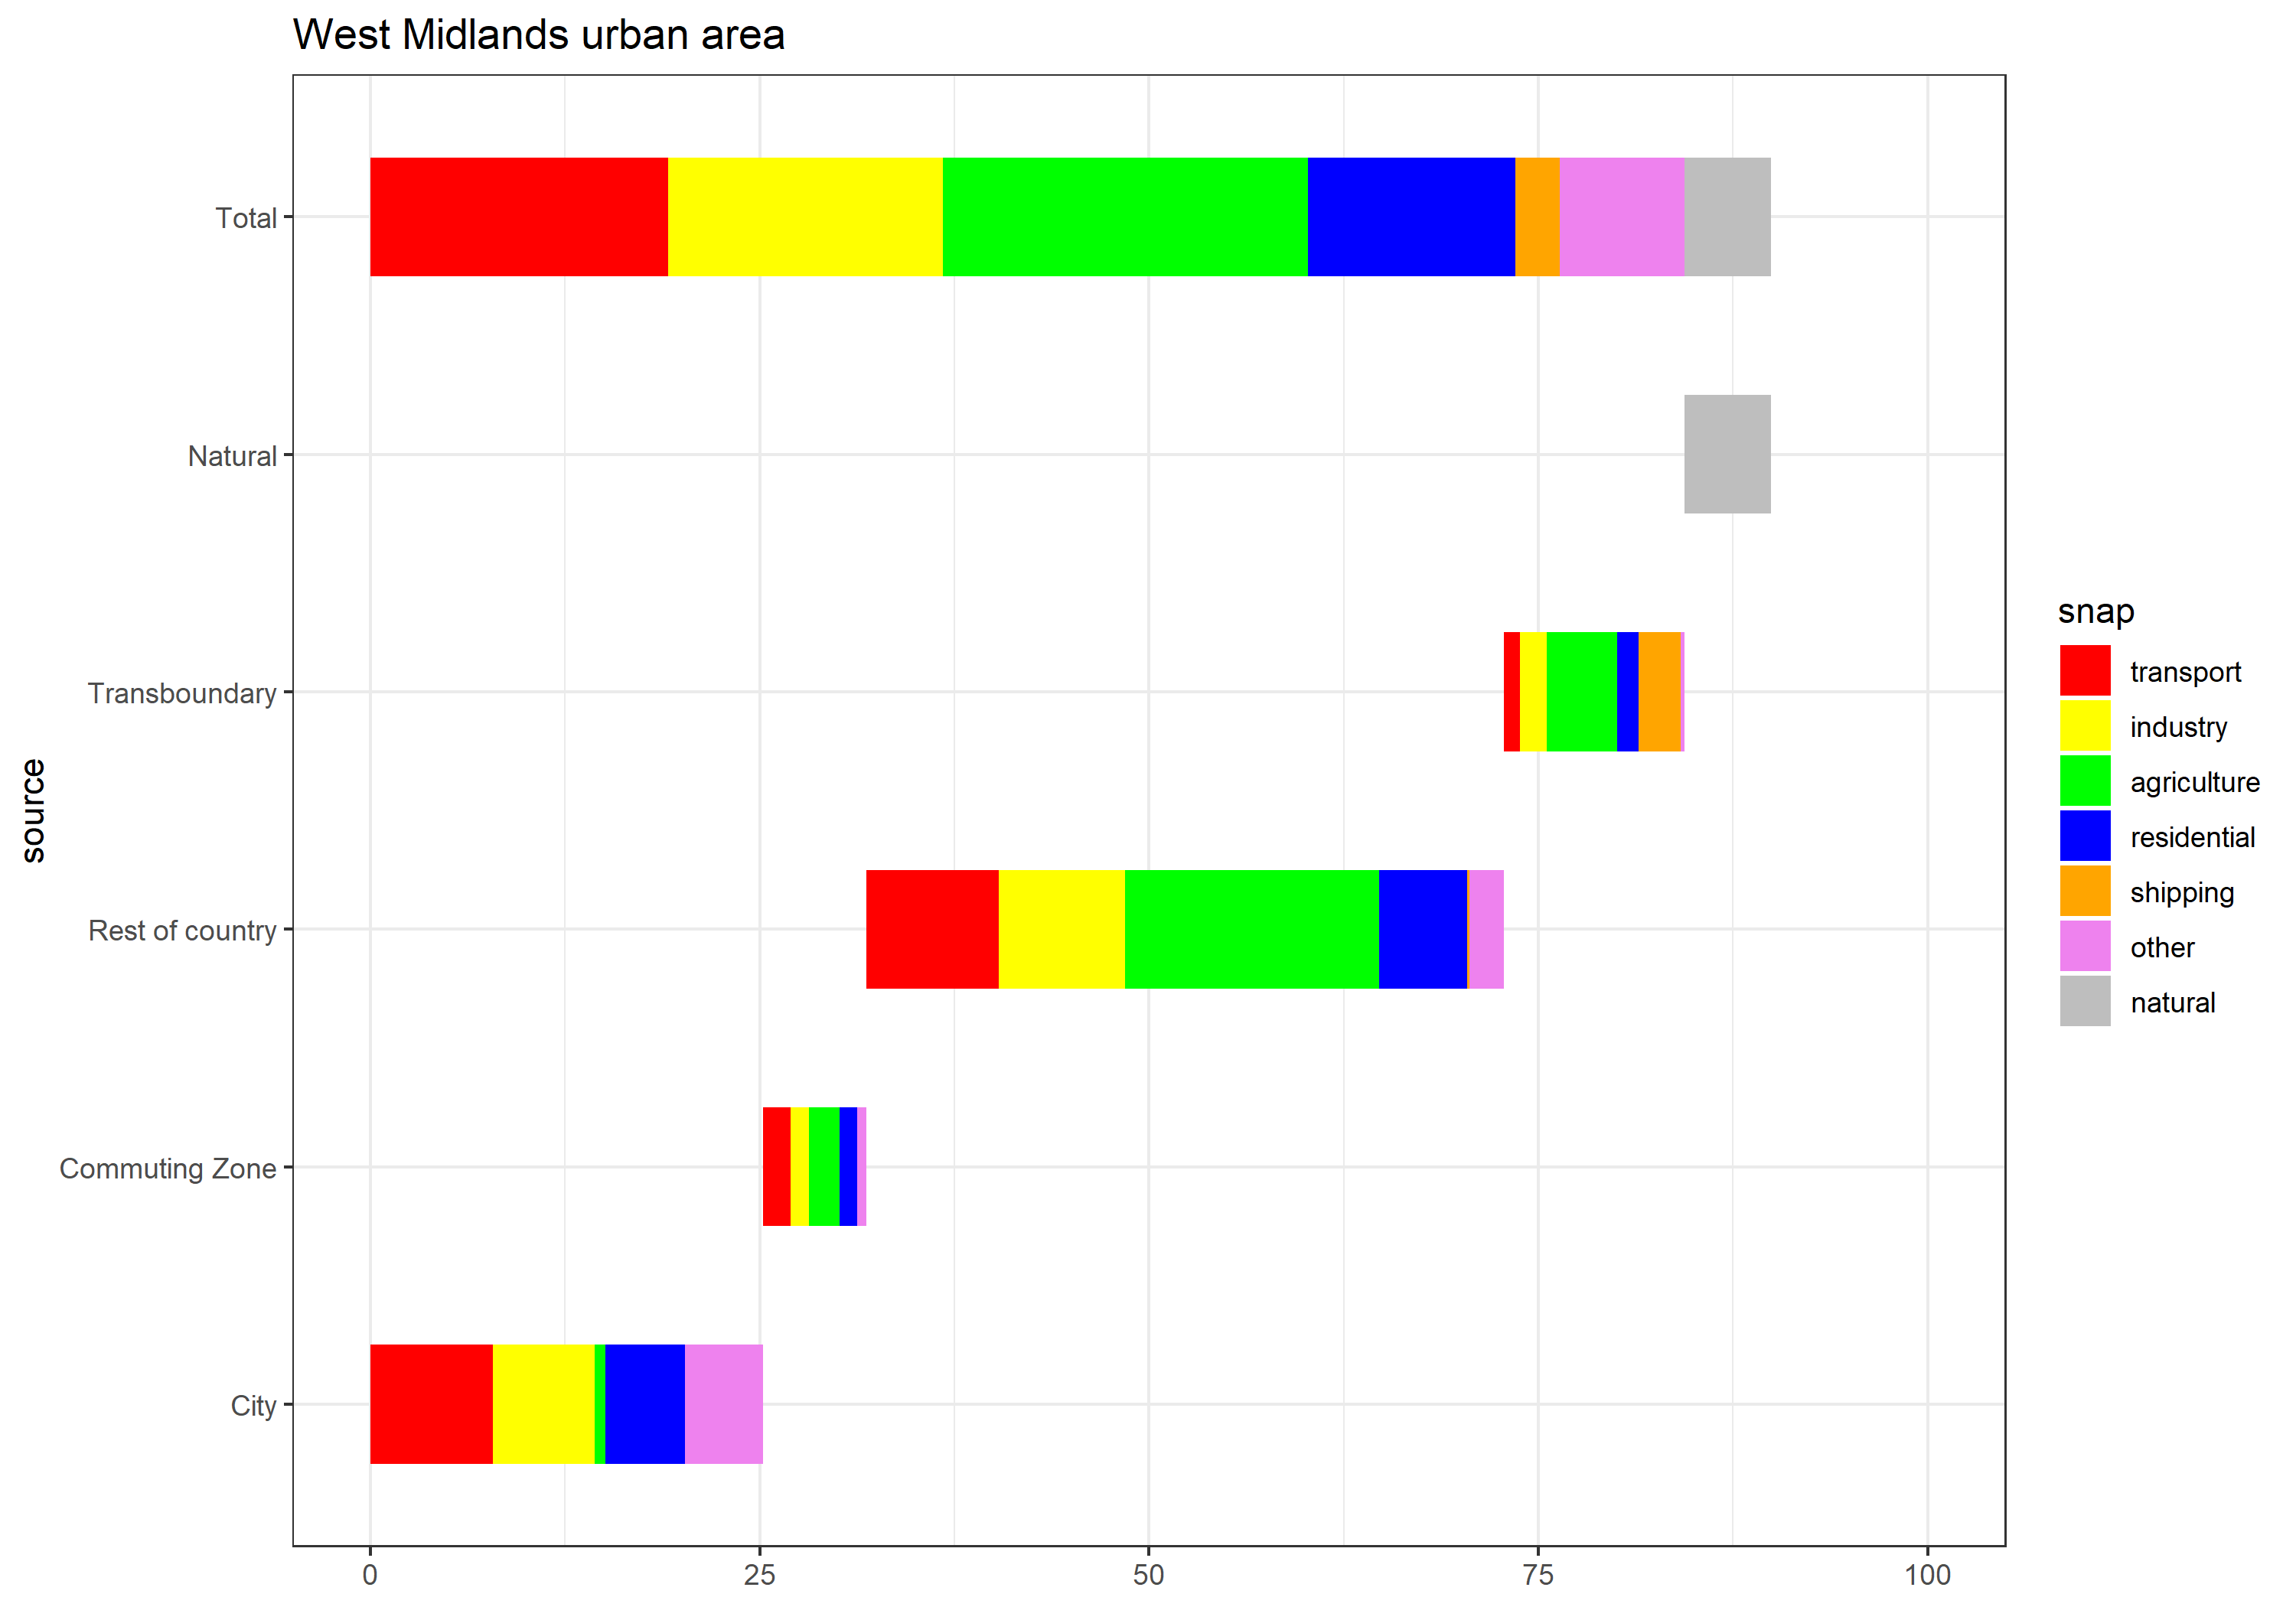 West Midlands urban area
Total
Natural
Transboundary
Rest of country
Commuting Zone
City
source
0
25
50
75
100
snap
transport
industry
agriculture
residential
shipping
other
natural